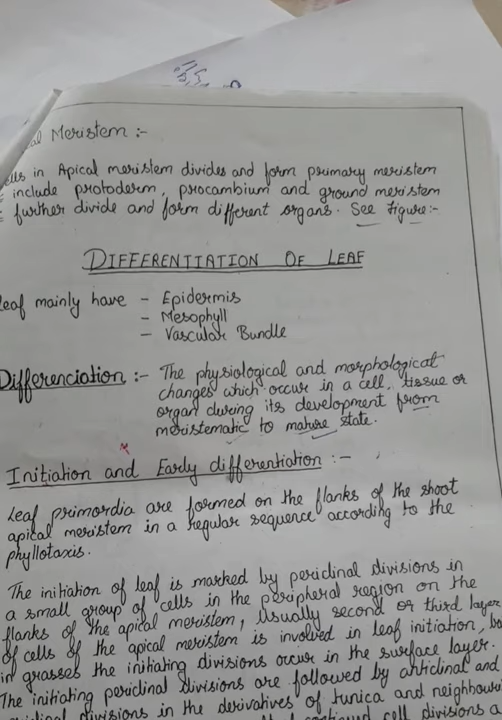 Meristem :-
in Apical meristem divides and form primary meristem
include protoderm, procambium and ground meristem
further divide and form different organs. See figure:-
DIFFERENTIATION OF LEAF
leaf mainly have - Epidermis
- Mesophyll
- Vascular Bundle
Differenciation :- The physiological and morphological
changes which occur in a cell, tissue or
organ during its development from
meristematic to mature state.
Initiation and Early differentiation :-
Leaf primordia are formed on the flanks of the shoot
apical meristem in a regular sequence according to the
phyllotaxis.
The initiation of leaf is marked by periclinal divisions in
a small group of cells in the peripheral region on the
flanks of the apical meristem, Usually second or third layer
of cells of the apical meristem is involved in leaf initiation,
in grasses the initiating divisions occur in the surface layer.
The initiating periclinal divisions are followed by anticlinal and
divisions in the derivatives of tunica and
cell divisions